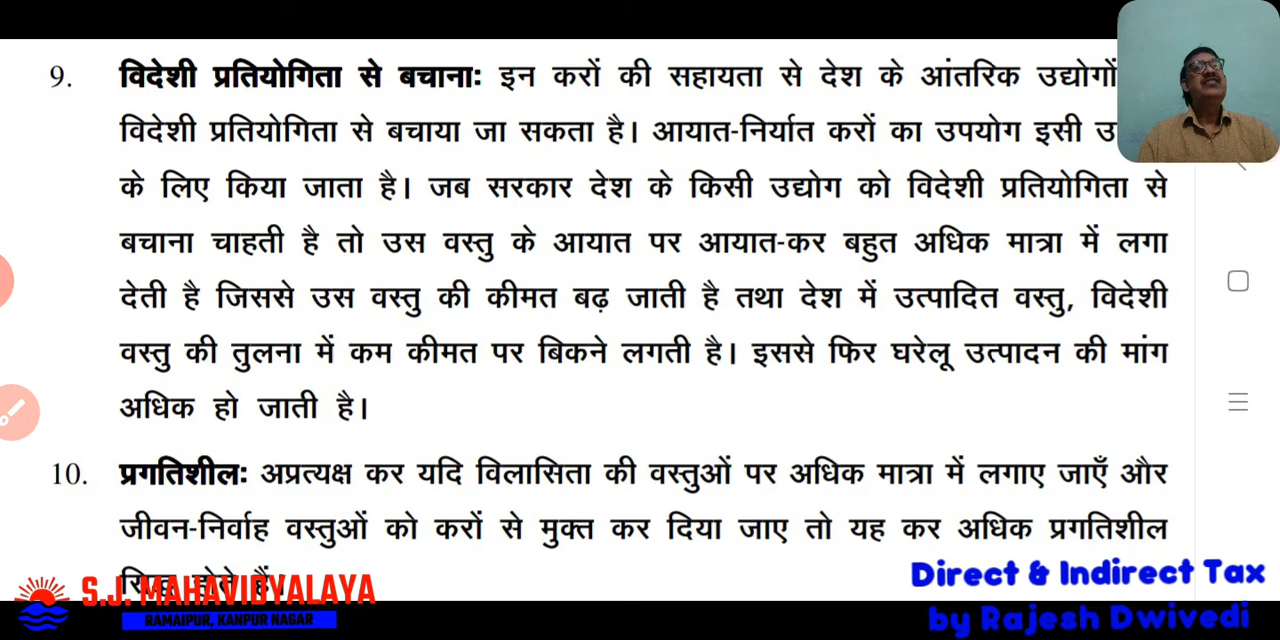 9. विदेशी प्रतियोगिता से बचाना: इन करों की सहायता से देश के आंतरिक उद्योगों
विदेशी प्रतियोगिता से बचाया जा सकता है। आयात-निर्यात करों का उपयोग इसी
के लिए किया जाता है। जब सरकार देश के किसी उद्योग को विदेशी प्रतियोगिता से
बचाना चाहती है तो उस वस्तु के आयात पर आयात-कर बहुत अधिक मात्रा में लगा
देती है जिससे उस वस्तु की कीमत बढ़ जाती है तथा देश में उत्पादित वस्तु, विदेशी
वस्तु की तुलना में कम कीमत पर बिकने लगती है। इससे फिर घरेलू उत्पादन की मांग
अधिक हो जाती है।
10. प्रगतिशील: अप्रत्यक्ष कर यदि विलासिता की वस्तुओं पर अधिक मात्रा में लगाए जाएँ और
जीवन-निर्वाह वस्तुओं को करों से मुक्त कर दिया जाए तो यह कर अधिक प्रगतिशील
सिद्ध होते हैं।
S.J. MAHAVIDYALAYA
RAMAIPUR, KANPUR NAGAR
Direct & Indirect Tax
by Rajesh Dwivedi